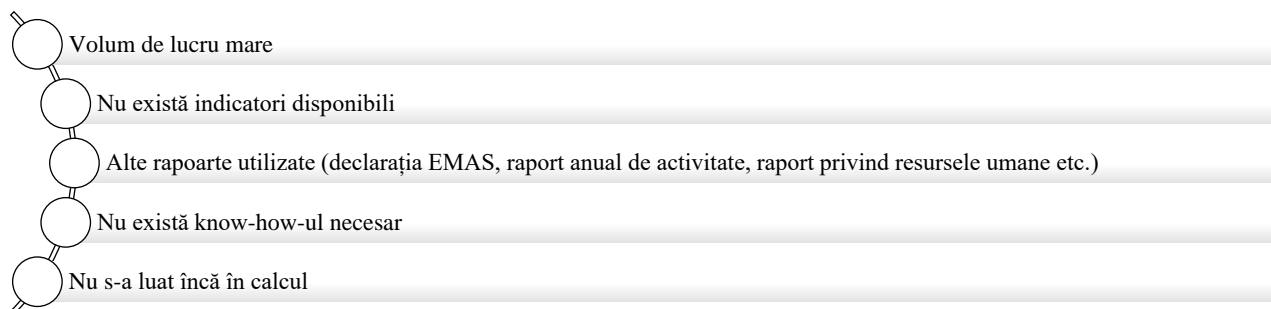 Volum de lucru mare
Nu există indicatori disponibili
Alte rapoarte utilizate (declarația EMAS, raport anual de activitate, raport privind resursele umane etc.)
Nu există know-how-ul necesar
Nu s-a luat încă în calcul